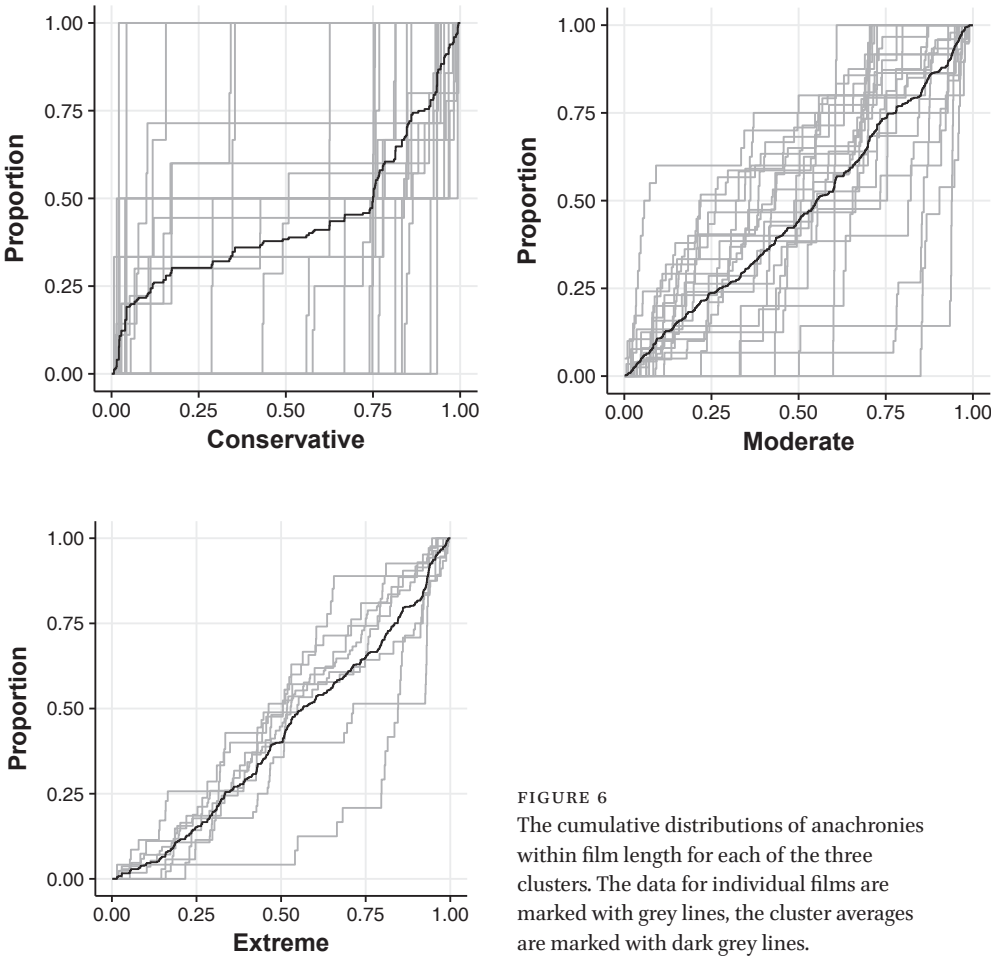 1.00
0.75
0.50
0.25
0.00
Proportion
0.00 0.25 0.50 0.75 1.00
Conservative
1.00
0.75
0.50
0.25
0.00
Proportion
0.00 0.25 0.50 0.75 1.00
Moderate
1.00
0.75
0.50
0.25
0.00
Proportion
0.00 0.25 0.50 0.75 1.00
Extreme
FIGURE 6
The cumulative distributions of anachronies
within film length for each of the three
clusters. The data for individual films are
marked with grey lines, the cluster averages
are marked with dark grey lines.